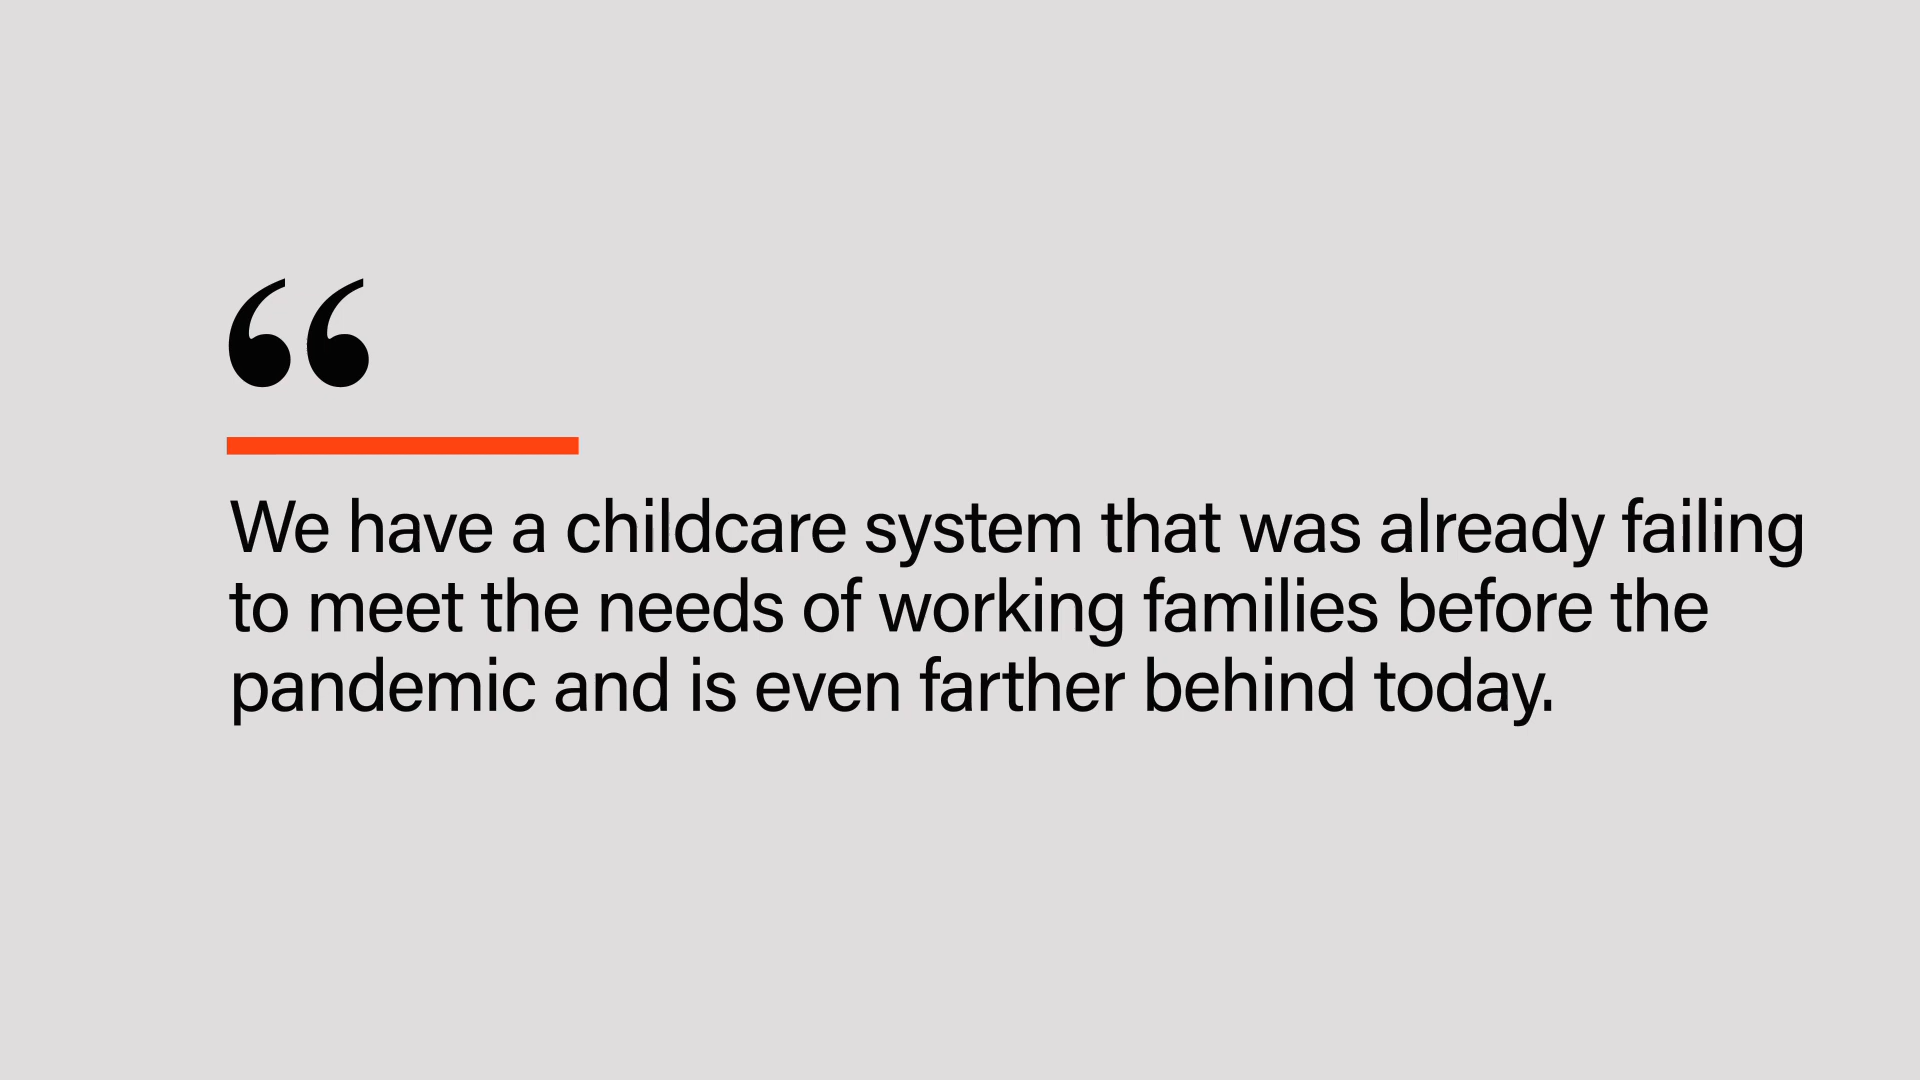 “
We have a childcare system that was already failing
to meet the needs of working families before the
pandemic and is even farther behind today.